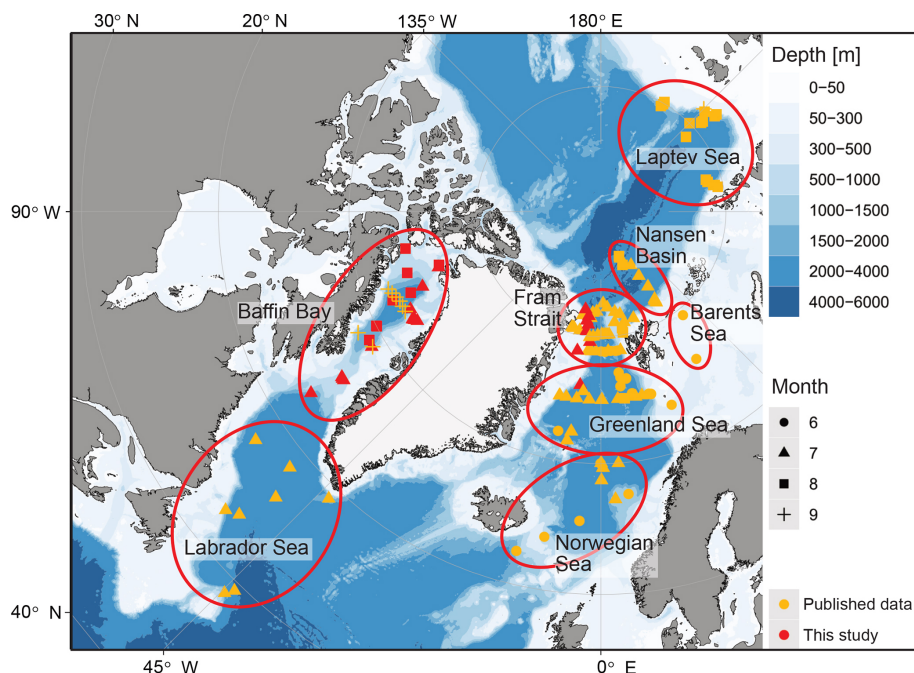 30° N
20° N
135° W
180° E
Depth [m]
0–50
50–300
300–500
500–1000
1000–1500
1500–2000
2000–4000
4000–6000
Laptev Sea
90° W
Nansen
Basin
Fram
Strait
Baffin Bay
Barents
Sea
Month
6
7
8
9
Greenland Sea
Labrador Sea
Norwegian
Sea
Published data
This study
40° N
45° W
0° E